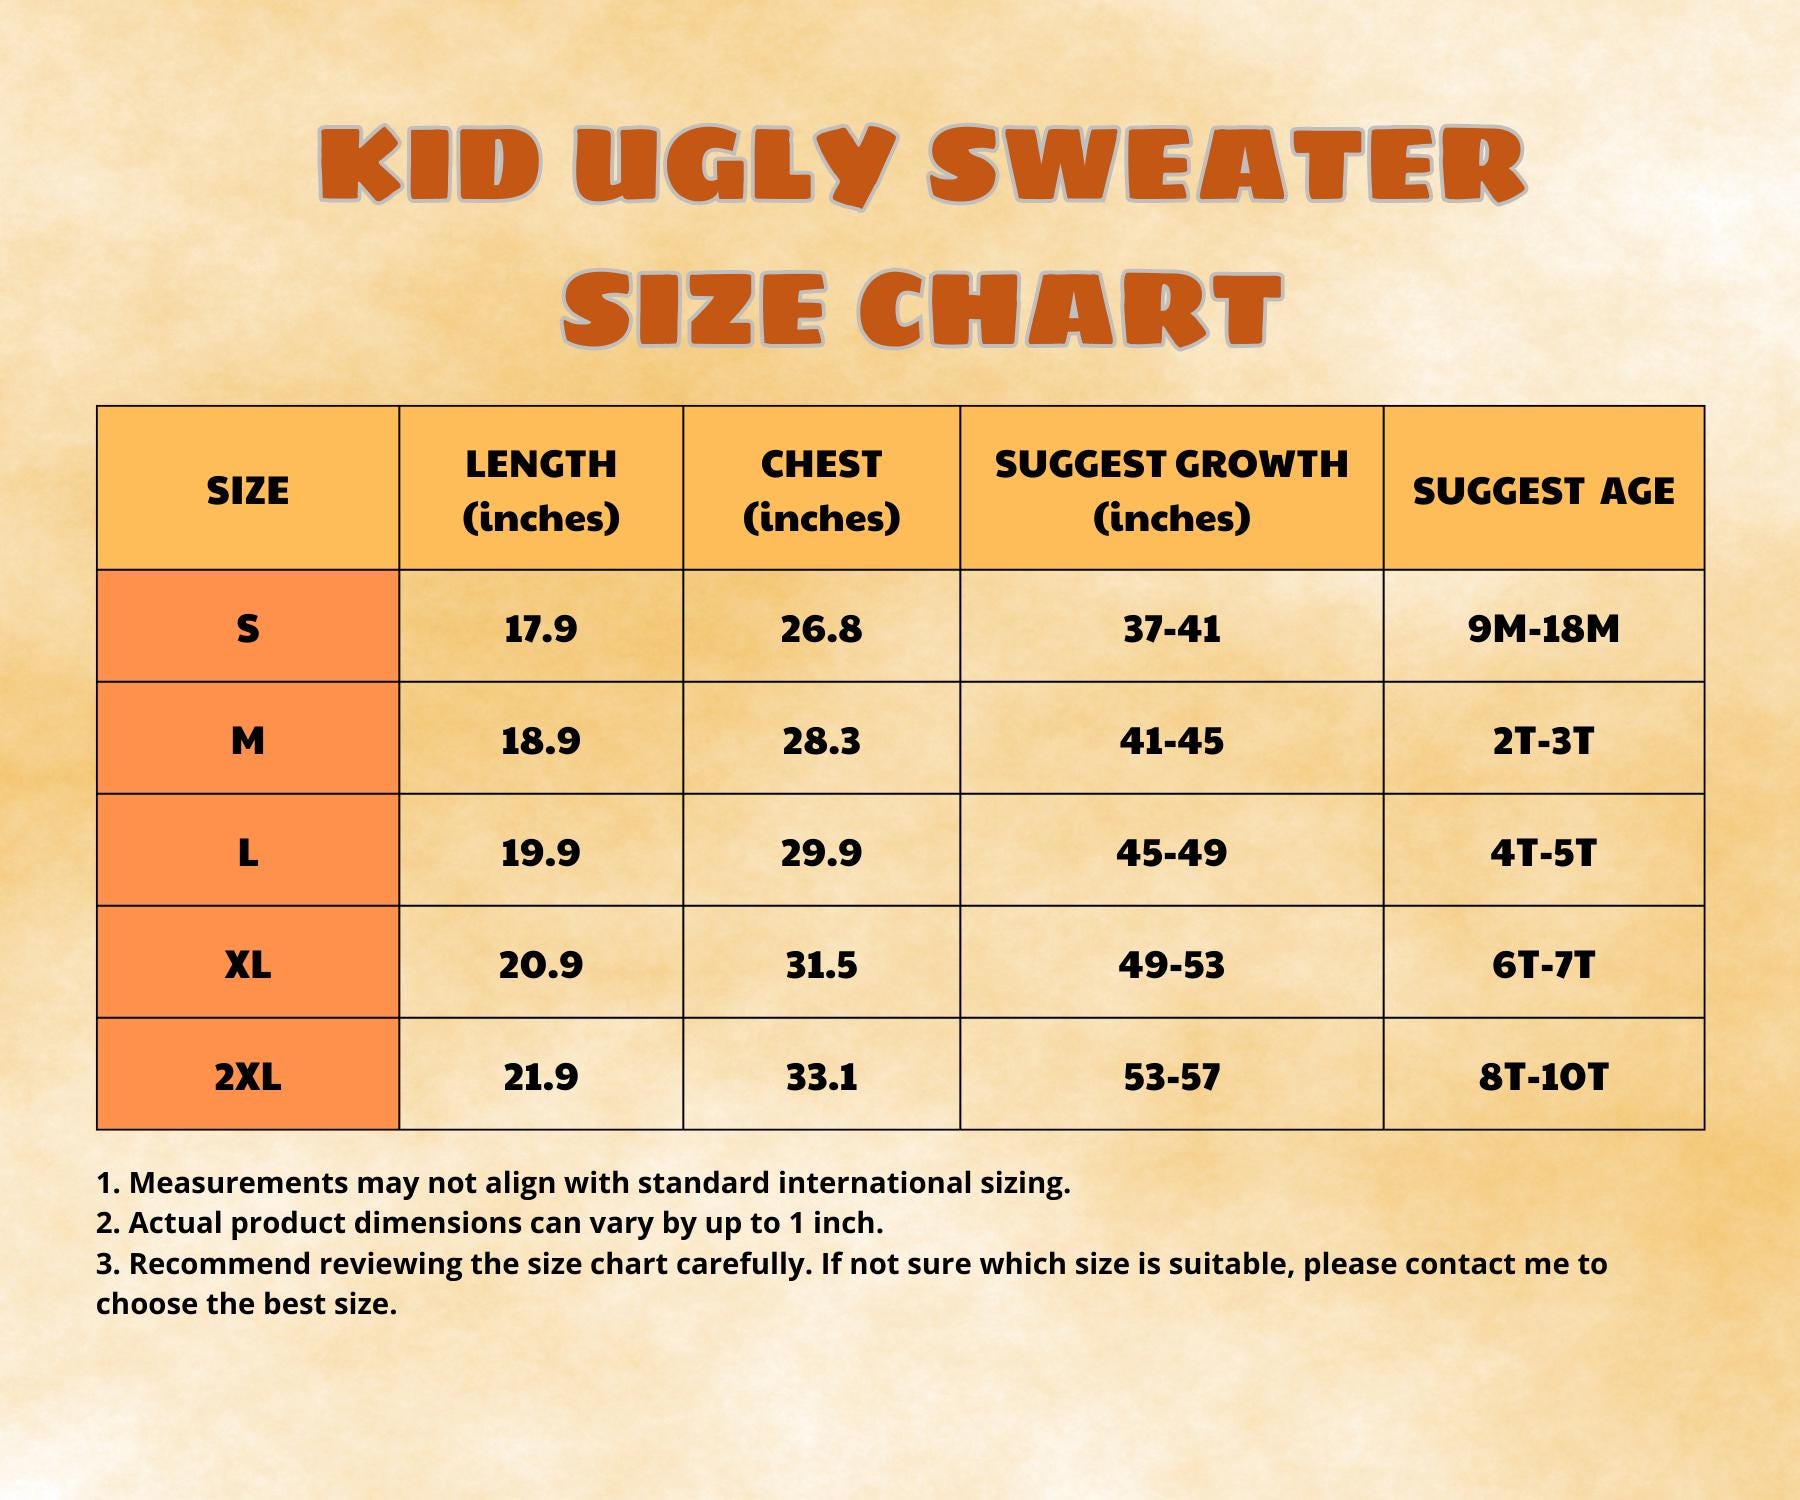 KID UGLY SWEATER
SIZE CHART
SIZE LENGTH (inches) CHEST (inches) SUGGEST GROWTH (inches) SUGGEST AGE
S 17.9 26.8 37-41 9M-18M
M 18.9 28.3 41-45 2T-3T
L 19.9 29.9 45-49 4T-5T
XL 20.9 31.5 49-53 6T-7T
2XL 21.9 33.1 53-57 8T-10T
1. Measurements may not align with standard international sizing.
2. Actual product dimensions can vary by up to 1 inch.
3. Recommend reviewing the size chart carefully. If not sure which size is suitable, please contact me to
choose the best size.